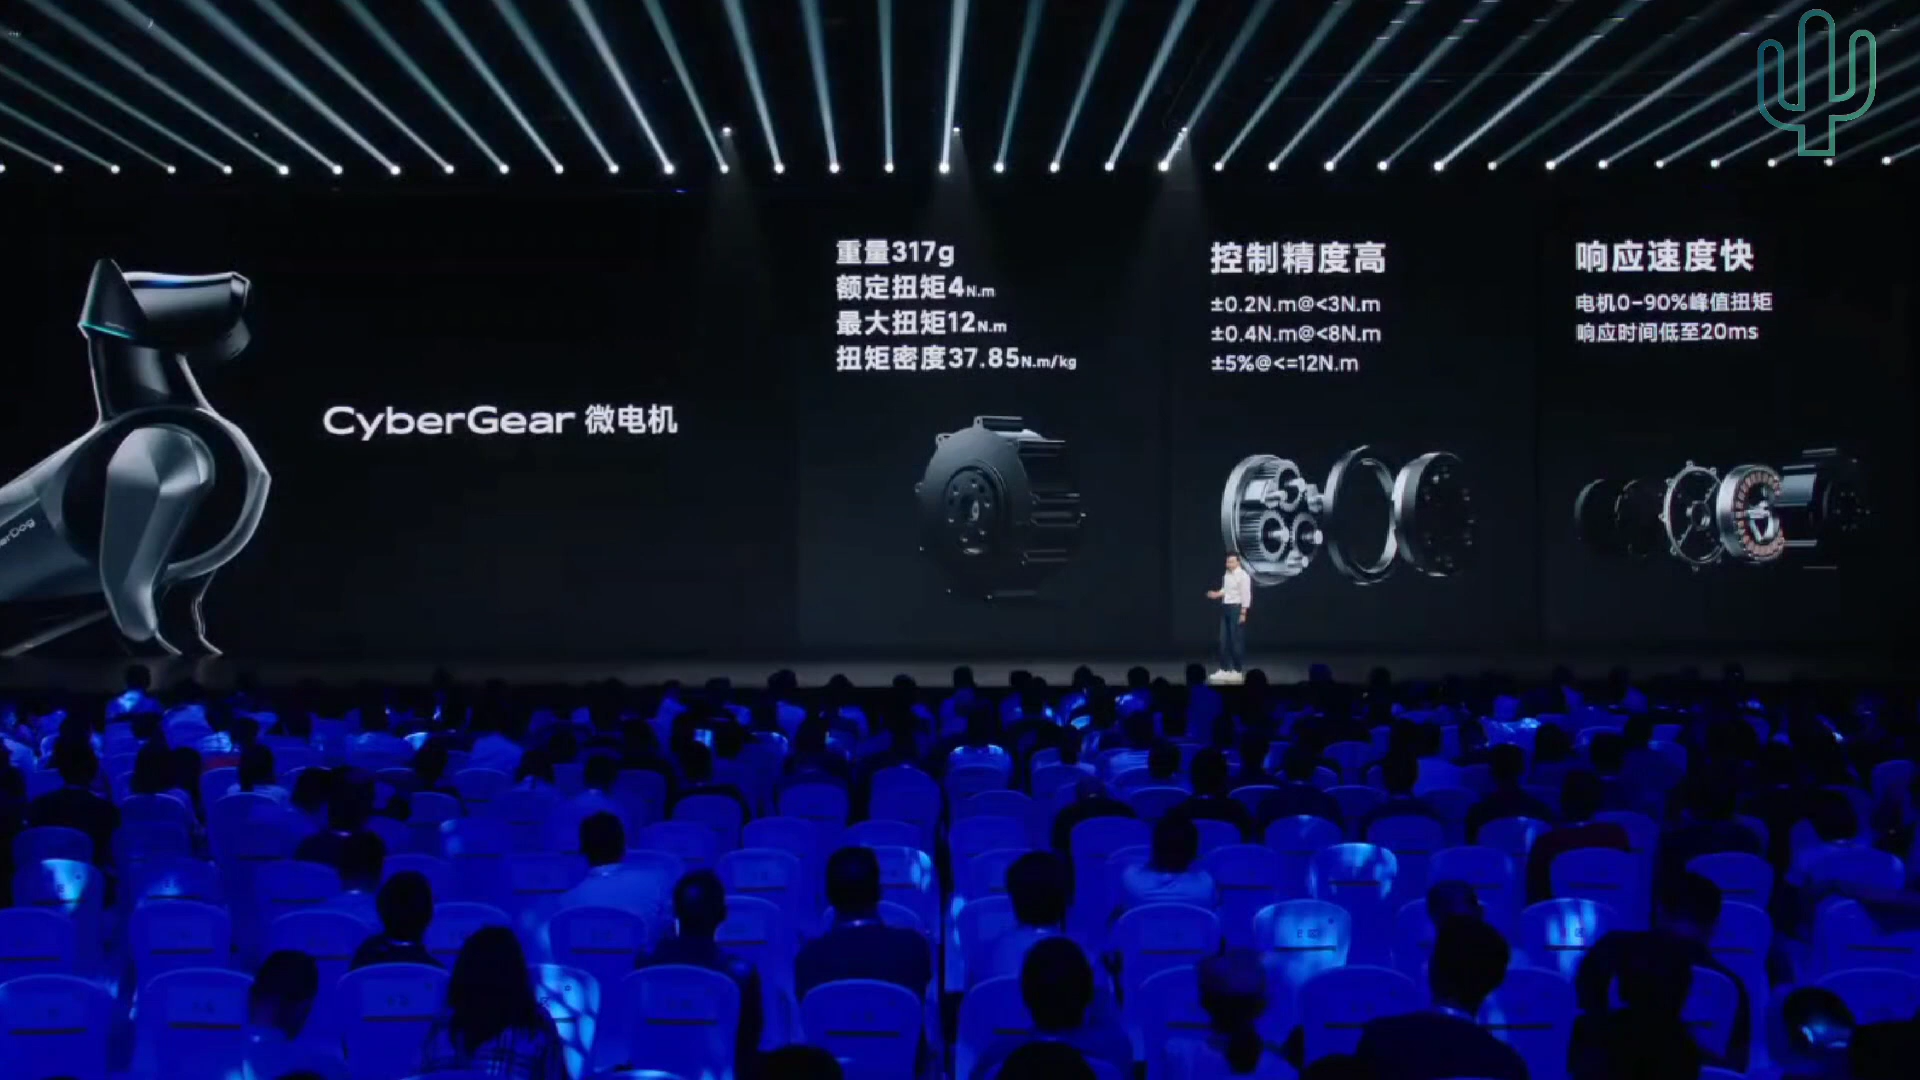 重量317g
额定扭矩4N.m
最大扭矩12N.m
扭矩密度37.85N.m/kg
控制精度高
±0.2N.m@<3N.m
±0.4N.m@<8N.m
±5%@<=12N.m
响应速度快
电机0-90%峰值扭矩
响应时间低至20ms
CyberGear 微电机
erDog